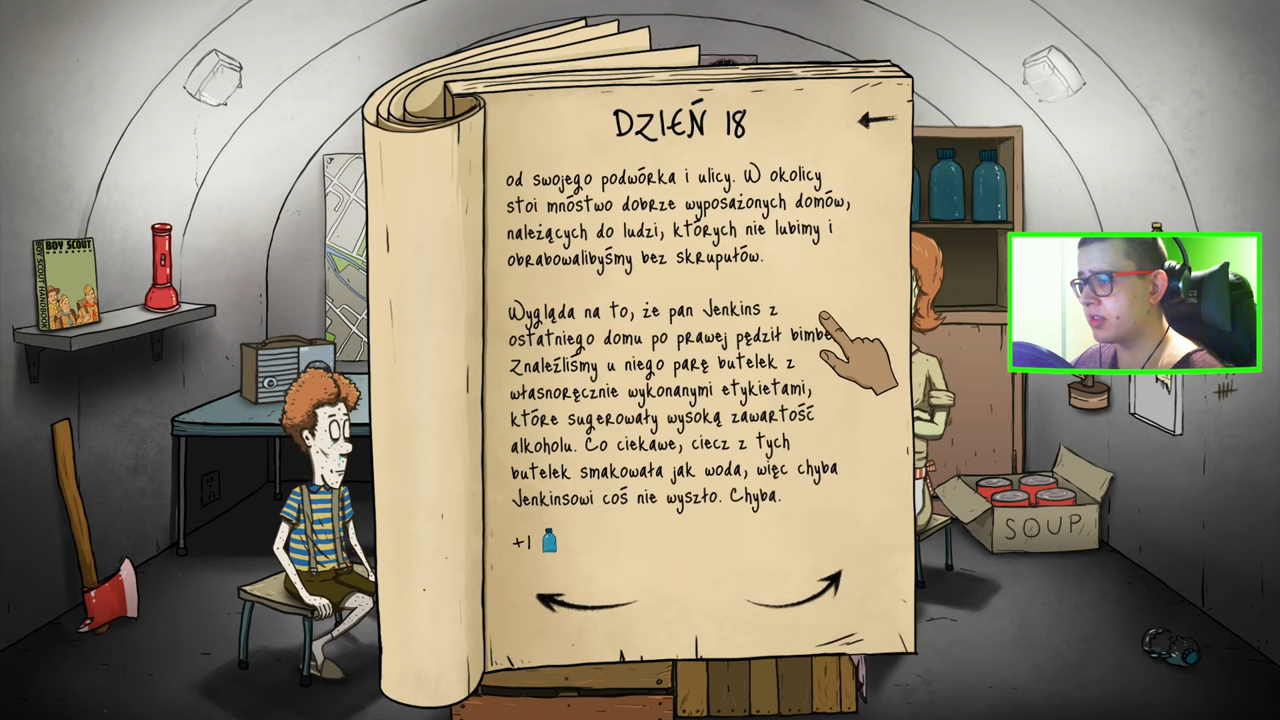 DZIEŃ 18
od swojego podwórka i ulicy. W okolicy
stoi mnóstwo dobrze wyposażonych domów,
należących do ludzi, których nie lubimy i
obrabowalibyśmy bez skrupułów.
Wygląda na to, że pan Jenkins z
ostatniego domu po prawej pędził
Znaleźliśmy u niego parę butelek z
własnoręcznie wykonanymi etykietami,
które sugerowały wysoką zawartość
alkoholu. Co ciekawe, ciecz z tych
butelek smakowała jak woda, więc chyba
Jenkinsowi coś nie wyszło. Chyba.
+1
BOY SCOUT
BOY SCOUT HANDBOOK
SOUP